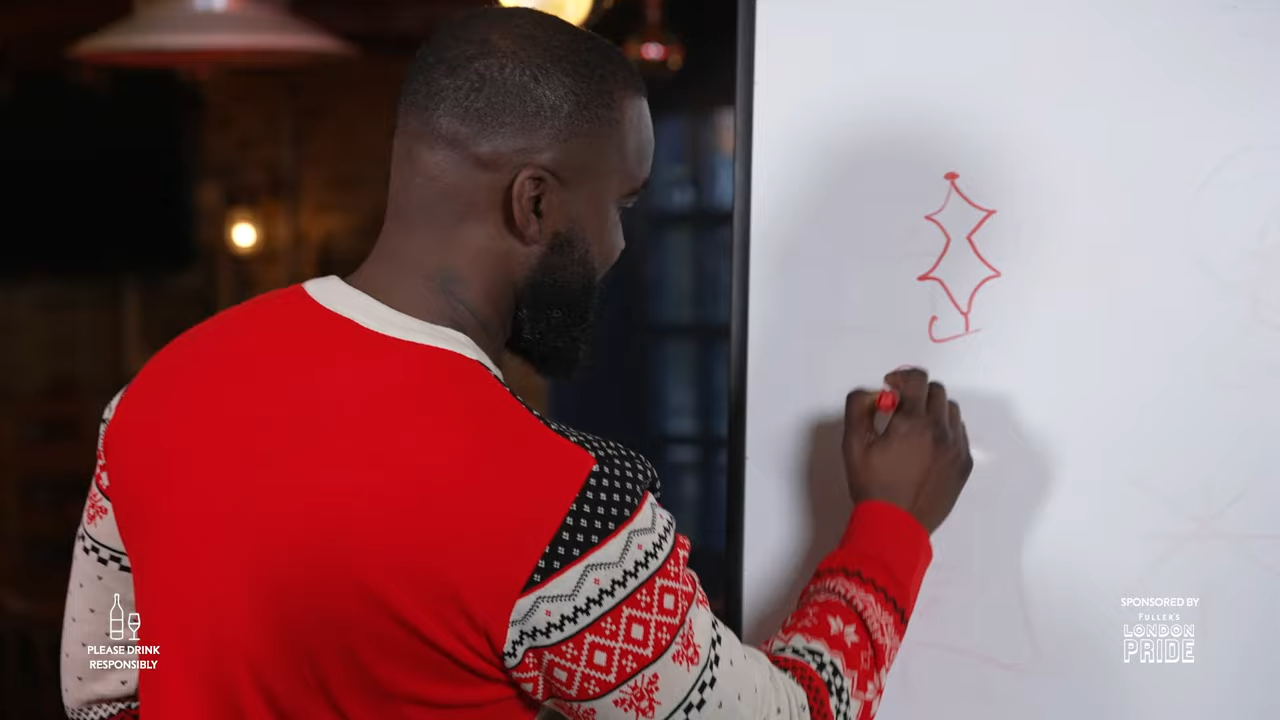 PLEASE DRINK
RESPONSIBLY
SPONSORED BY
FULLER'S
LONDON
PRIDE